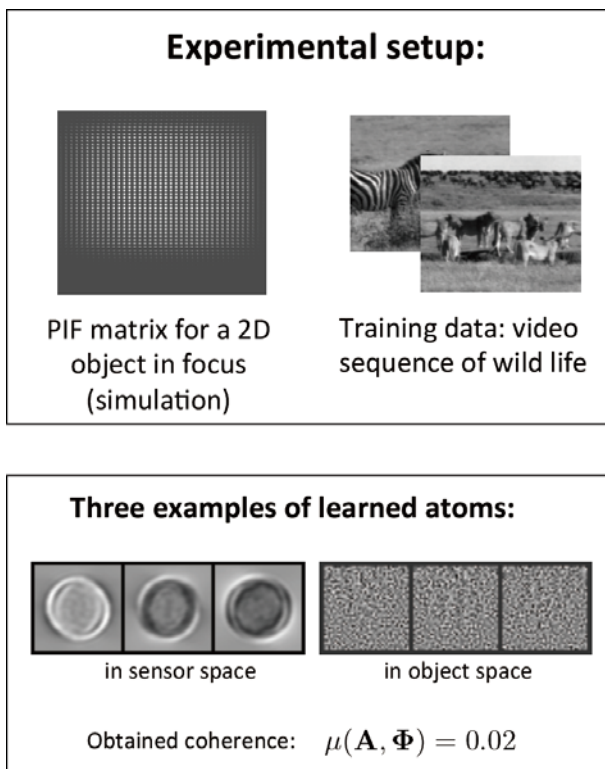 Experimental setup:
PIF matrix for a 2D
object in focus
(simulation)
Training data: video
sequence of wild life
Three examples of learned atoms:
in sensor space
in object space
Obtained coherence: μ(A, Φ) = 0.02